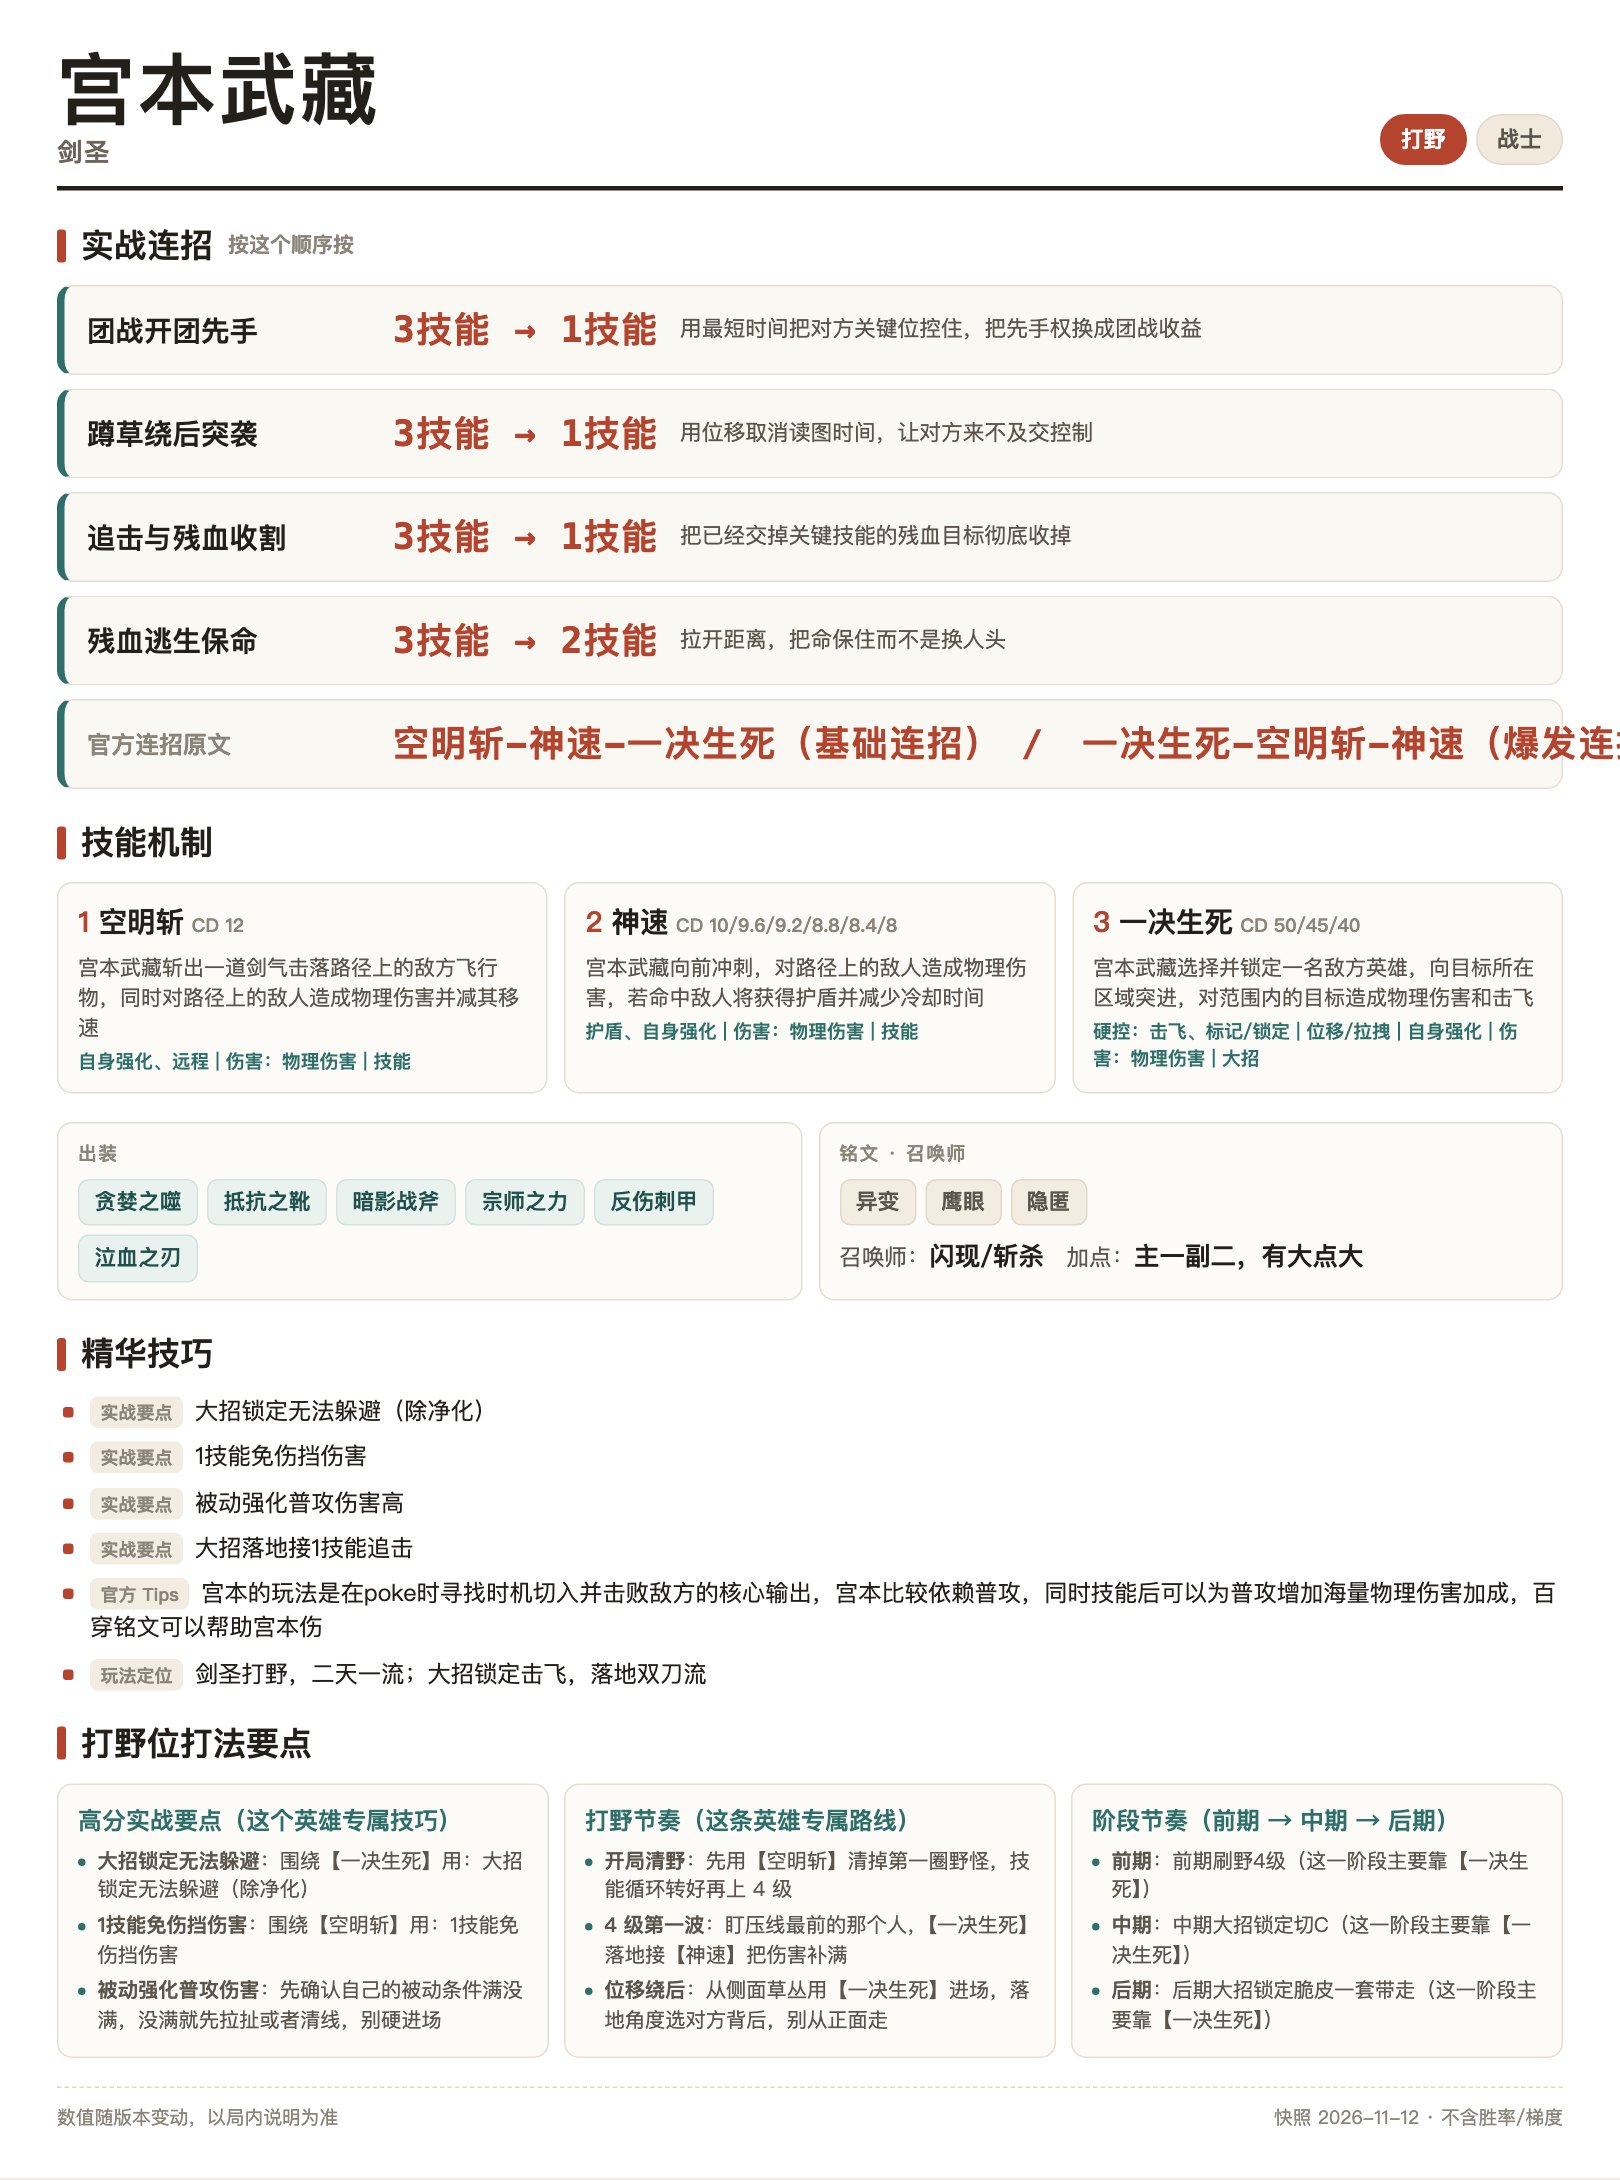 宫本武藏
剑圣
打野 战士
实战连招 按这个顺序按
团战开团先手 3技能 → 1技能 用最短时间把对方关键位控住，把先手权换成团战收益
蹲草绕后突袭 3技能 → 1技能 用位移取消读图时间，让对方来不及交控制
追击与残血收割 3技能 → 1技能 把已经交掉关键技能的残血目标彻底收掉
残血逃生保命 3技能 → 2技能 拉开距离，把命保住而不是换人头
官方连招原文 空明斩-神速-一决生死（基础连招） / 一决生死-空明斩-神速（爆发连
技能机制
1 空明斩 CD 12
宫本武藏斩出一道剑气击落路径上的敌方飞行
物，同时对路径上的敌人造成物理伤害并减其移
速
自身强化、远程 | 伤害：物理伤害 | 技能
2 神速 CD 10/9.6/9.2/8.8/8.4/8
宫本武藏向前冲刺，对路径上的敌人造成物理伤
害，若命中敌人将获得护盾并减少冷却时间
护盾、自身强化 | 伤害：物理伤害 | 技能
3 一决生死 CD 50/45/40
宫本武藏选择并锁定一名敌方英雄，向目标所在
区域突进，对范围内的目标造成物理伤害和击飞
硬控：击飞、标记/锁定 | 位移/拉拽 | 自身强化 | 伤
害：物理伤害 | 大招
出装
贪婪之噬 抵抗之靴 暗影战斧 宗师之力 反伤刺甲
泣血之刃
铭文 · 召唤师
异变 鹰眼 隐匿
召唤师：闪现/斩杀 加点：主一副二，有大点大
精华技巧
实战要点 大招锁定无法躲避（除净化）
实战要点 1技能免伤挡伤害
实战要点 被动强化普攻伤害高
实战要点 大招落地接1技能追击
官方 Tips 宫本的玩法是在poke时寻找时机切入并击败敌方的核心输出，宫本比较依赖普攻，同时技能后可以为普攻增加海量物理伤害加成，百
穿铭文可以帮助宫本伤
玩法定位 剑圣打野，二天一流；大招锁定击飞，落地双刀流
打野位打法要点
高分实战要点（这个英雄专属技巧）
大招锁定无法躲避：围绕【一决生死】用：大招
锁定无法躲避（除净化）
1技能免伤挡伤害：围绕【空明斩】用：1技能免
伤挡伤害
被动强化普攻伤害：先确认自己的被动条件满没
满，没满就先拉扯或者清线，别硬进场
打野节奏（这条英雄专属路线）
开局清野：先用【空明斩】清掉第一圈野怪，技
能循环转好再上 4 级
4 级第一波：盯压线最前的那个人，【一决生死】
落地接【神速】把伤害补满
位移绕后：从侧面草丛用【一决生死】进场，落
地角度选对方背后，别从正面走
阶段节奏（前期 → 中期 → 后期）
前期：前期刷野4级（这一阶段主要靠【一决生
死】）
中期：中期大招锁定切C（这一阶段主要靠【一
决生死】）
后期：后期大招锁定脆皮一套带走（这一阶段主
要靠【一决生死】）
数值随版本变动，以局内说明为准
快照 2026-11-12 · 不含胜率/梯度